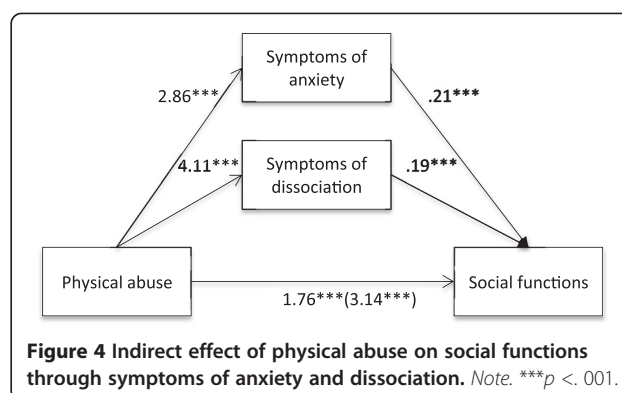 Symptoms of
anxiety
2.86***
.21***
4.11***
Symptoms of
dissociation
.19***
Physical abuse
Social functions
1.76***(3.14***)
Figure 4 Indirect effect of physical abuse on social functions
through symptoms of anxiety and dissociation. Note. ***p <. 001.